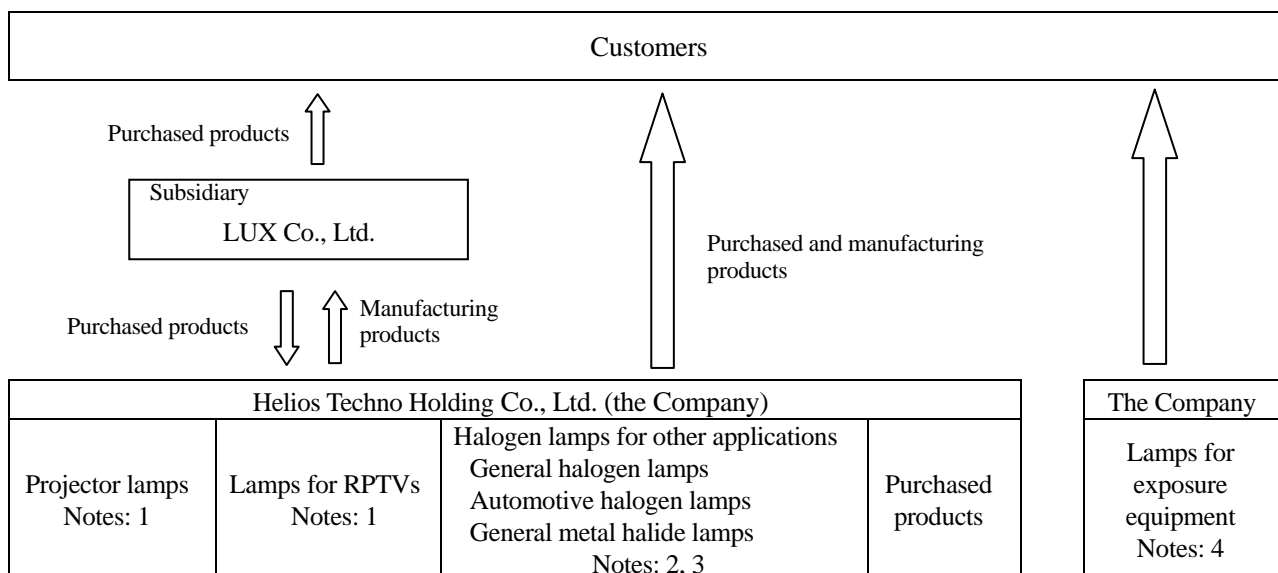 Customers
Purchased products
Subsidiary
LUX Co., Ltd.
Purchased and manufacturing
products
Purchased products
Manufacturing
products
Helios Techno Holding Co., Ltd. (the Company)
The Company
Projector lamps
Notes: 1
Lamps for RPTVs
Notes: 1
Halogen lamps for other applications
General halogen lamps
Automotive halogen lamps
General metal halide lamps
Notes: 2, 3
Purchased
products
Lamps for
exposure
equipment
Notes: 4